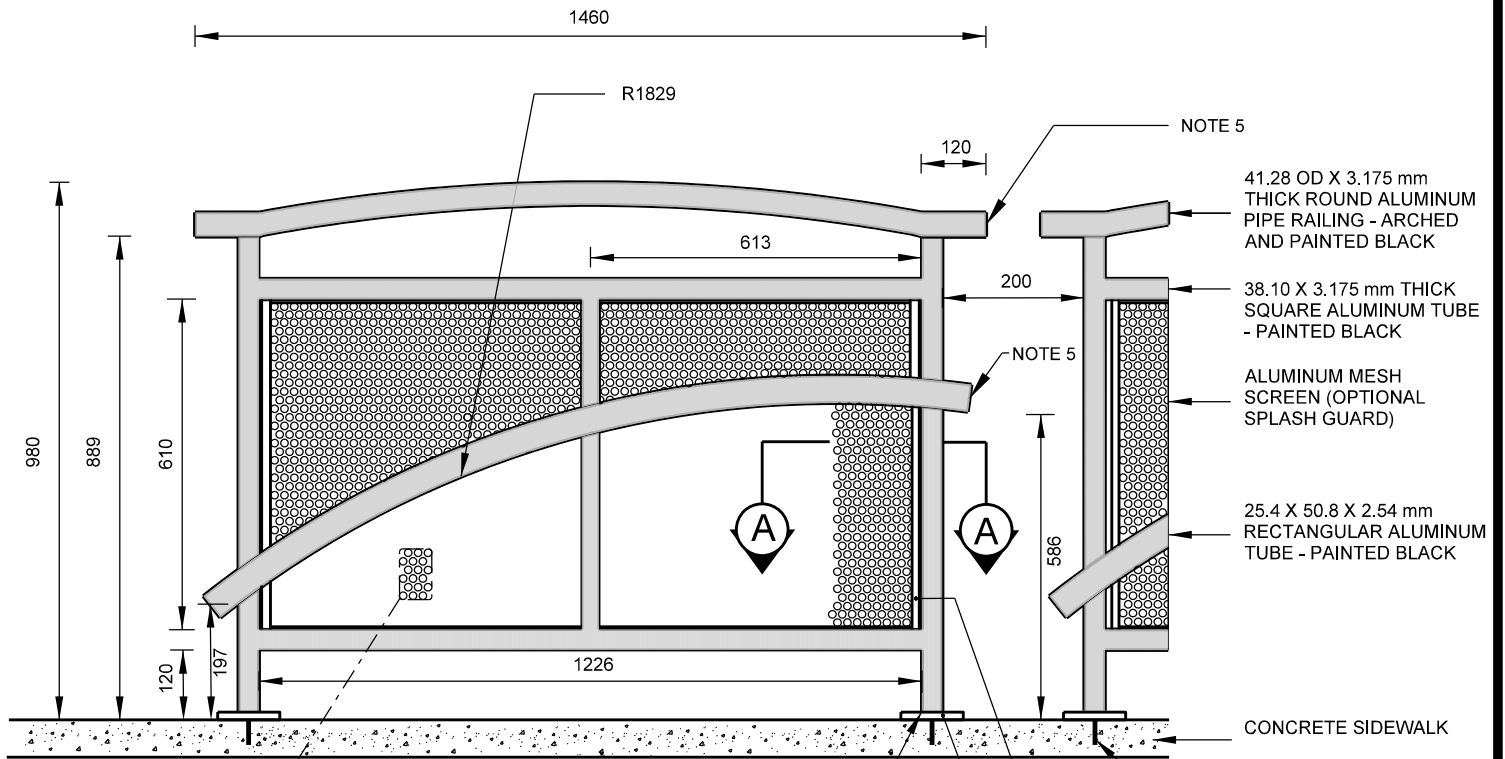 1460
R1829
NOTE 5
120
41.28 OD X 3.175 mm
THICK ROUND ALUMINUM
PIPE RAILING - ARCHED
AND PAINTED BLACK
613
200
38.10 X 3.175 mm THICK
SQUARE ALUMINUM TUBE
- PAINTED BLACK
NOTE 5
ALUMINUM MESH
SCREEN (OPTIONAL
SPLASH GUARD)
980
889
610
A
A
586
25.4 X 50.8 X 2.54 mm
RECTANGULAR ALUMINUM
TUBE - PAINTED BLACK
120
197
1226
CONCRETE SIDEWALK